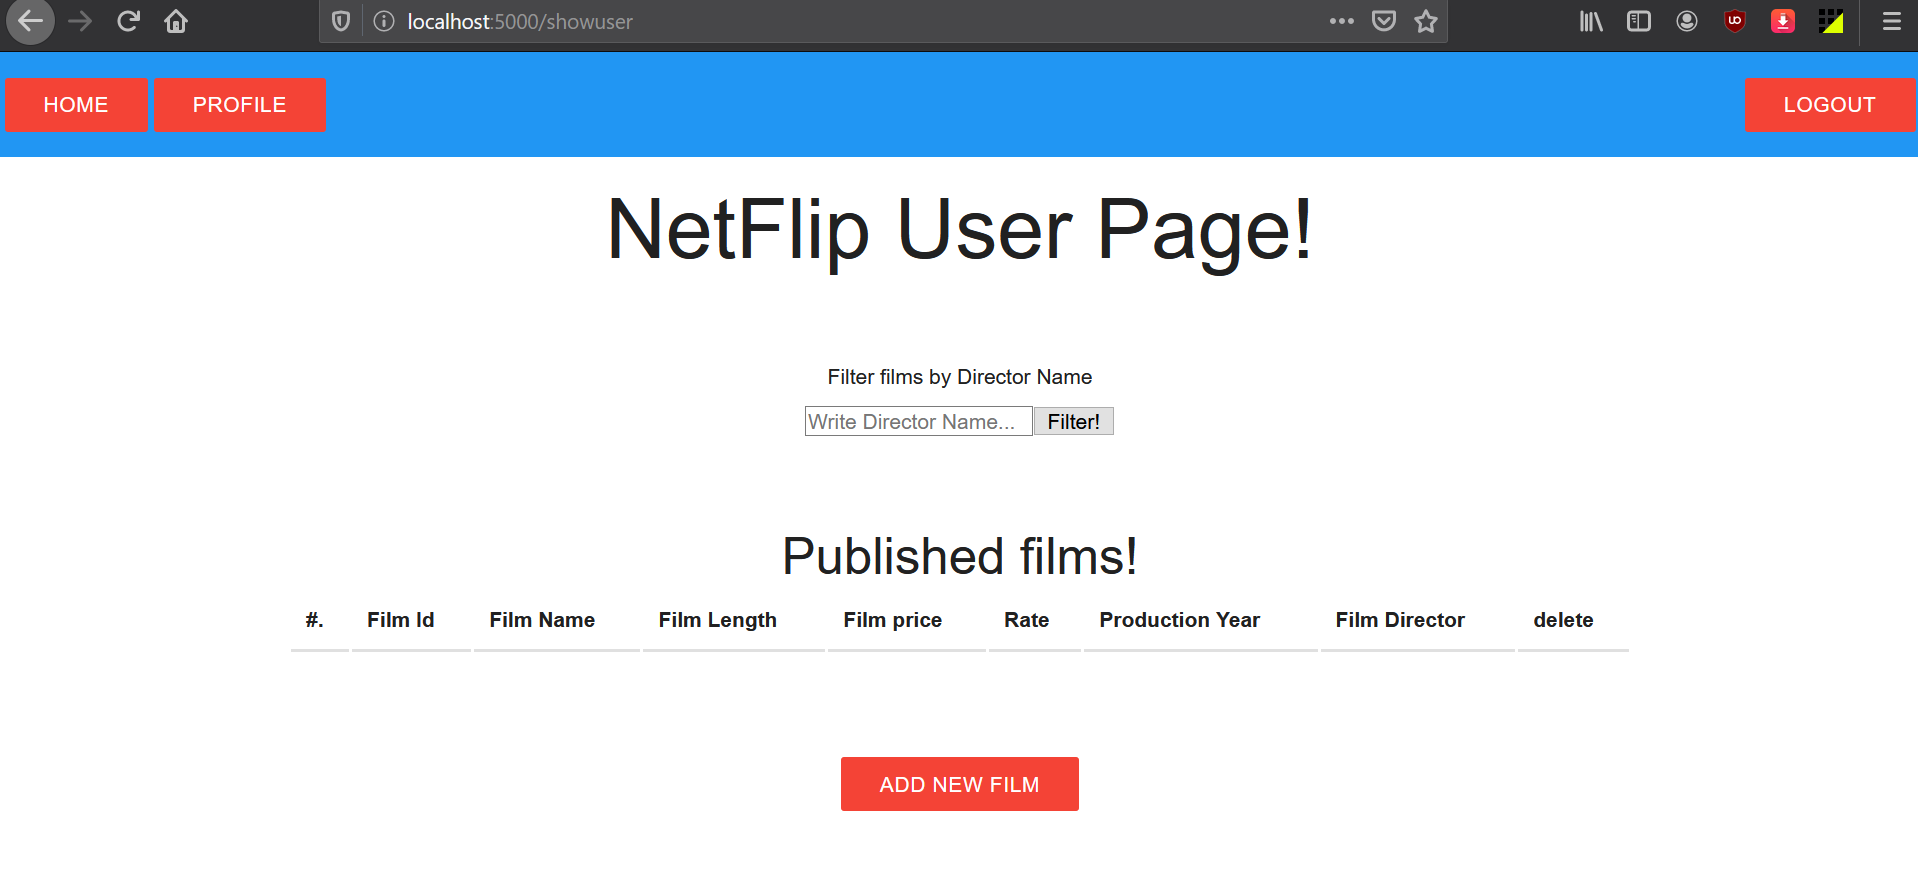 localhost:5000/showuser
HOME PROFILE LOGOUT
NetFlip User Page!
Filter films by Director Name
Write Director Name... Filter!
Published films!
#. Film Id Film Name Film Length Film price Rate Production Year Film Director delete
ADD NEW FILM